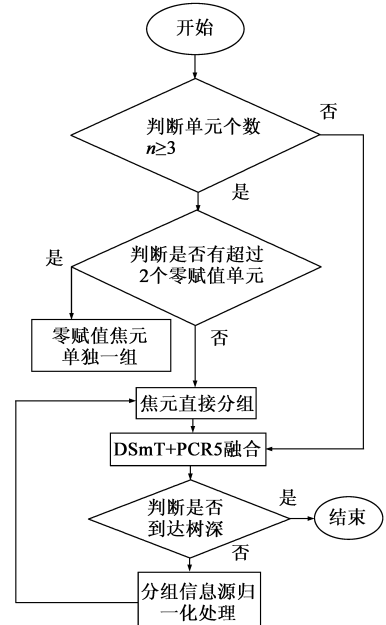 开始
判断单元个数
n≥3
否
是
判断是否有超过
2个零赋值单元
是
零赋值焦元
单独一组
否
焦元直接分组
DSmT+PCR5融合
判断是否
到达树深
是
结束
否
分组信息源归
一化处理